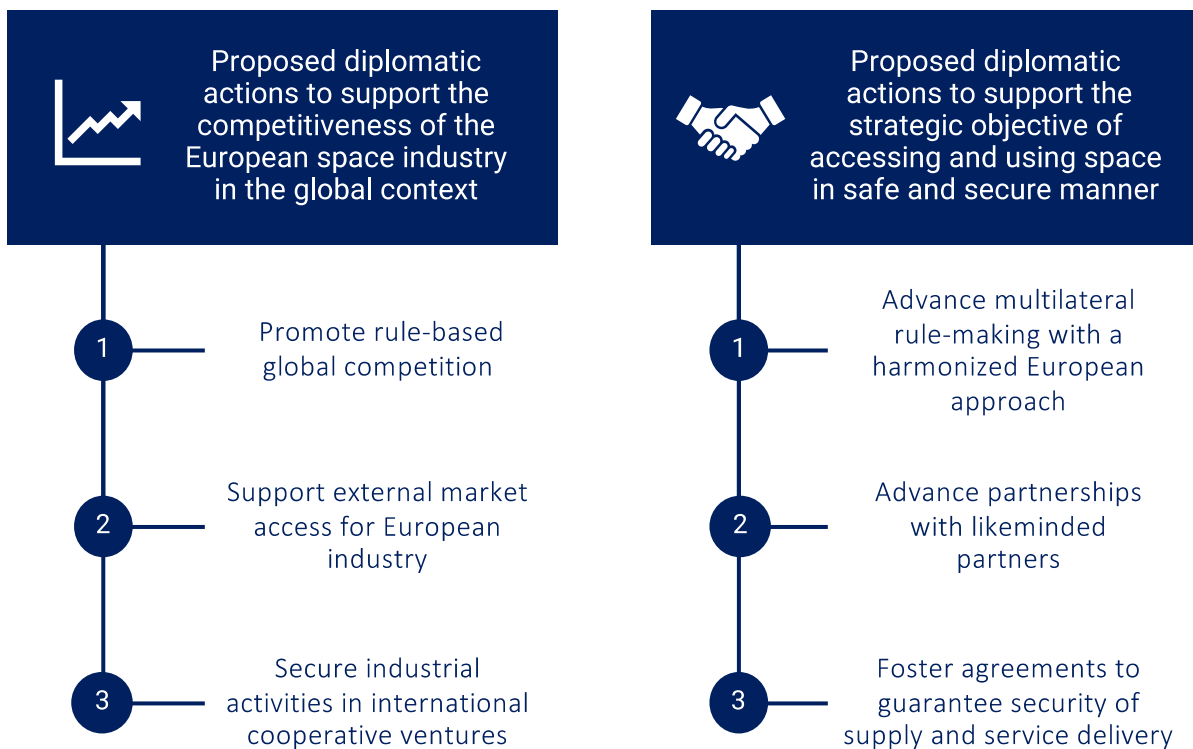 Proposed diplomatic
actions to support the
competitiveness of the
European space industry
in the global context
1
Promote rule-based
global competition
2
Support external market
access for European
industry
3
Secure industrial
activities in international
cooperative ventures
Proposed diplomatic
actions to support the
strategic objective of
accessing and using space
in safe and secure manner
1
Advance multilateral
rule-making with a
harmonized European
approach
2
Advance partnerships
with likeminded
partners
3
Foster agreements to
guarantee security of
supply and service delivery